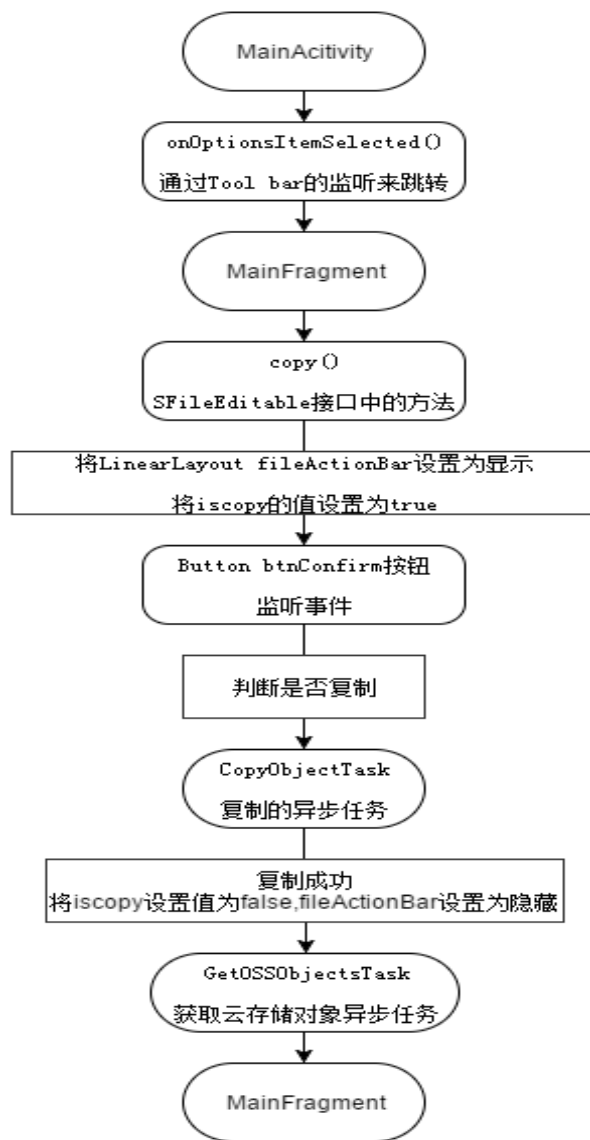 MainAcitivity
onOptionsItemSelected()
通过Tool bar的监听来跳转
MainFragment
copy()
SFileEditable接口中的方法
将LinearLayout fileActionBar设置为显示
将iscopy的值设置为true
Button btnConfirm按钮
监听事件
判断是否复制
CopyObjectTask
复制的异步任务
复制成功
将iscopy设置值为false,fileActionBar设置为隐藏
GetOSSObjectsTask
获取云存储对象异步任务
MainFragment